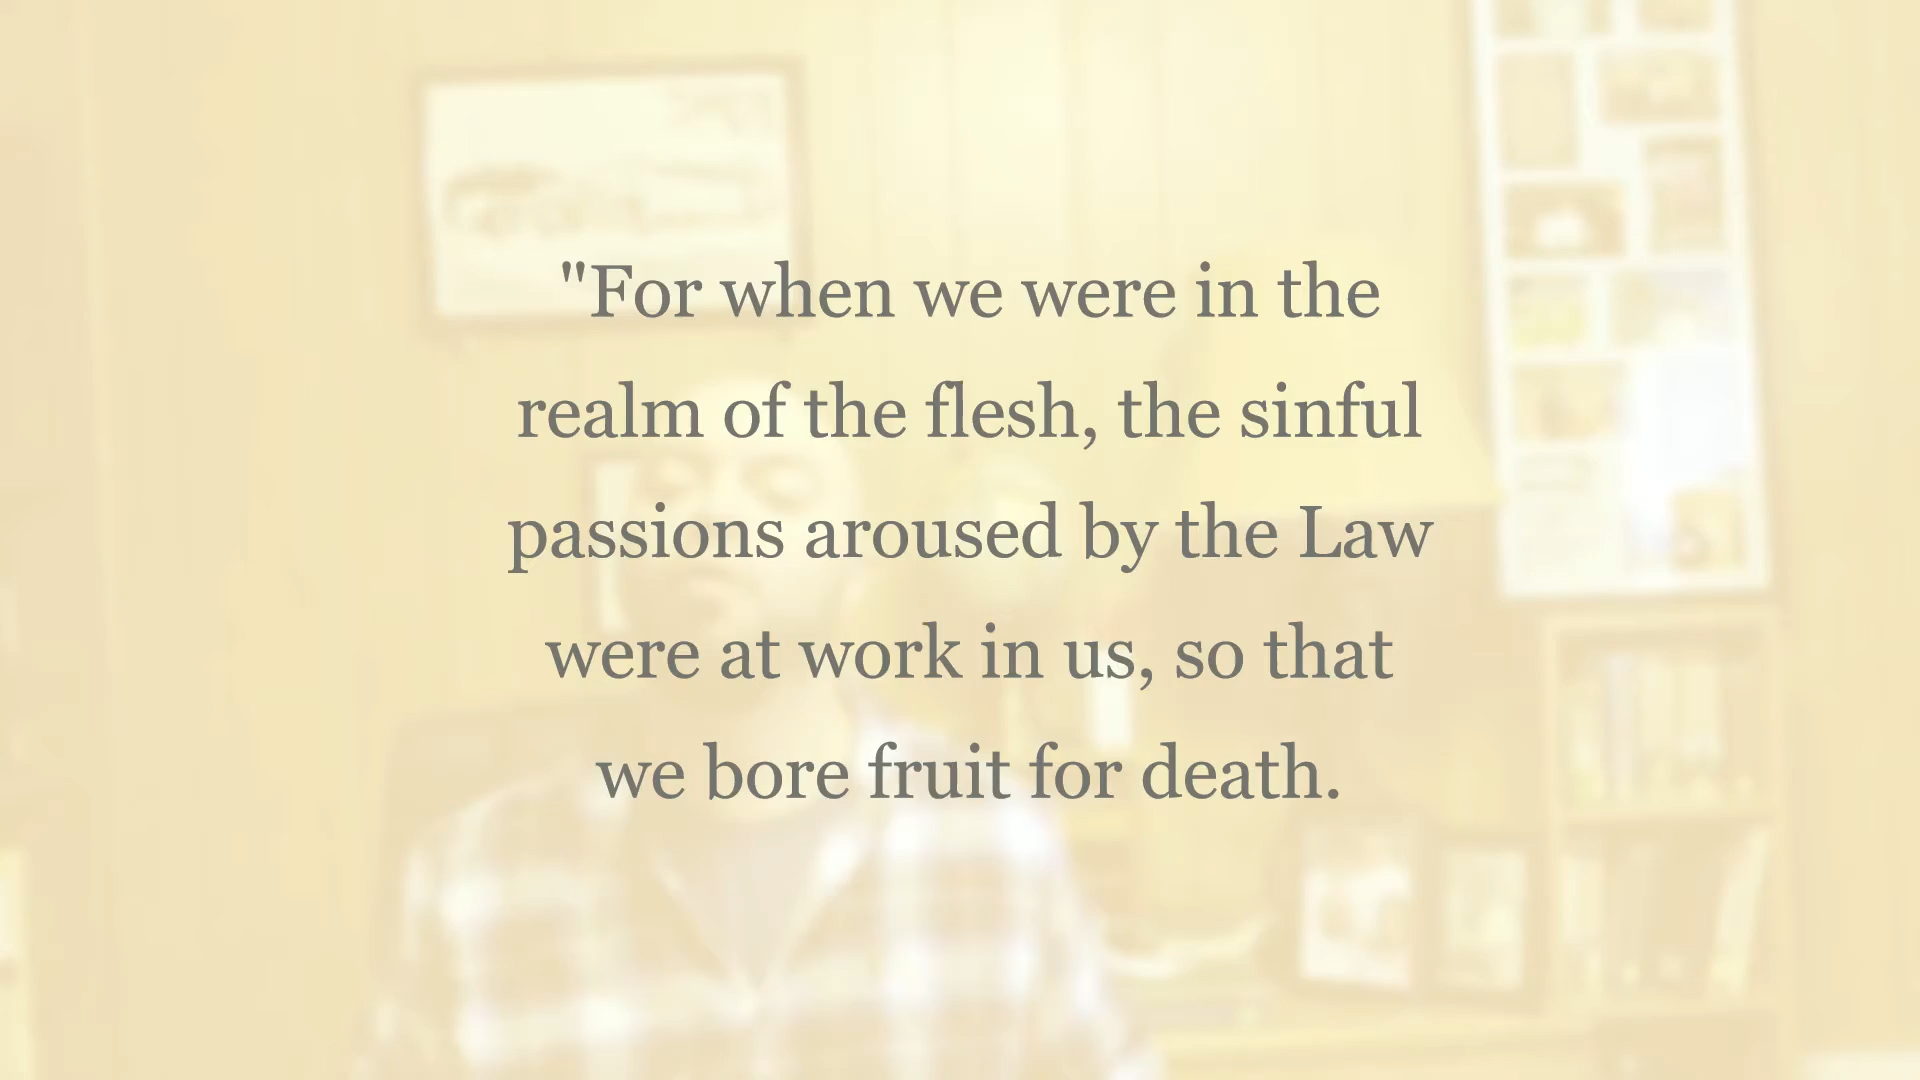 "For when we were in the
realm of the flesh, the sinful
passions aroused by the Law
were at work in us, so that
we bore fruit for death.